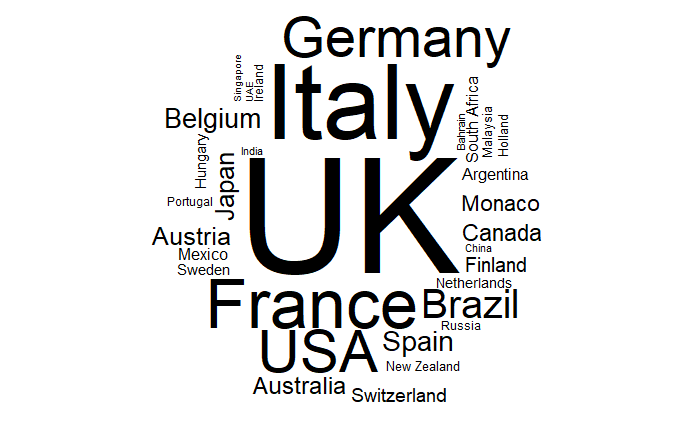 Germany
Italy
Singapore
UAE
Ireland
Belgium
South Africa
Bahrain
Malaysia
Holland
Hungary
India
Japan
UK
Argentina
Portugal
Monaco
Austria
Canada
Mexico
China
Sweden
Finland
Netherlands
France
Brazil
Russia
USA
Spain
New Zealand
Australia
Switzerland